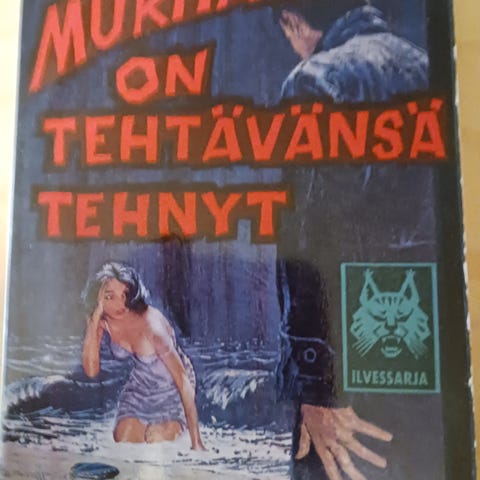 ON
TEHTÄVÄNSÄ
TEHNYT
ILVESSARJA